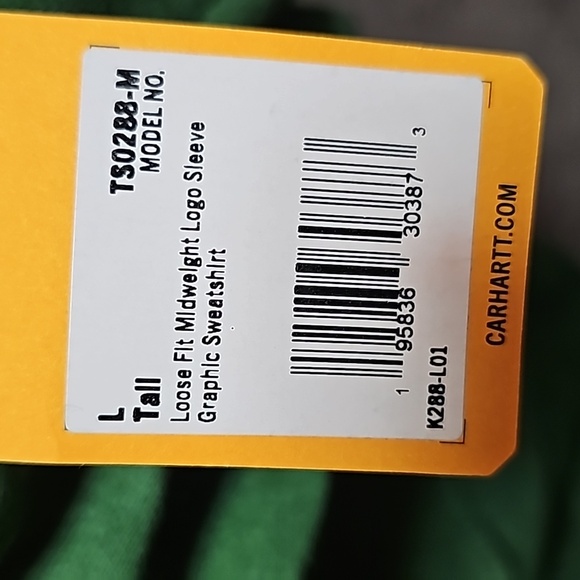 L
Tall
TS0288-M
MODEL NO.
Loose Fit Midweight Logo Sleeve
Graphic Sweatshirt
1 95836 30387 3
K288-L01
CARHARTT.COM